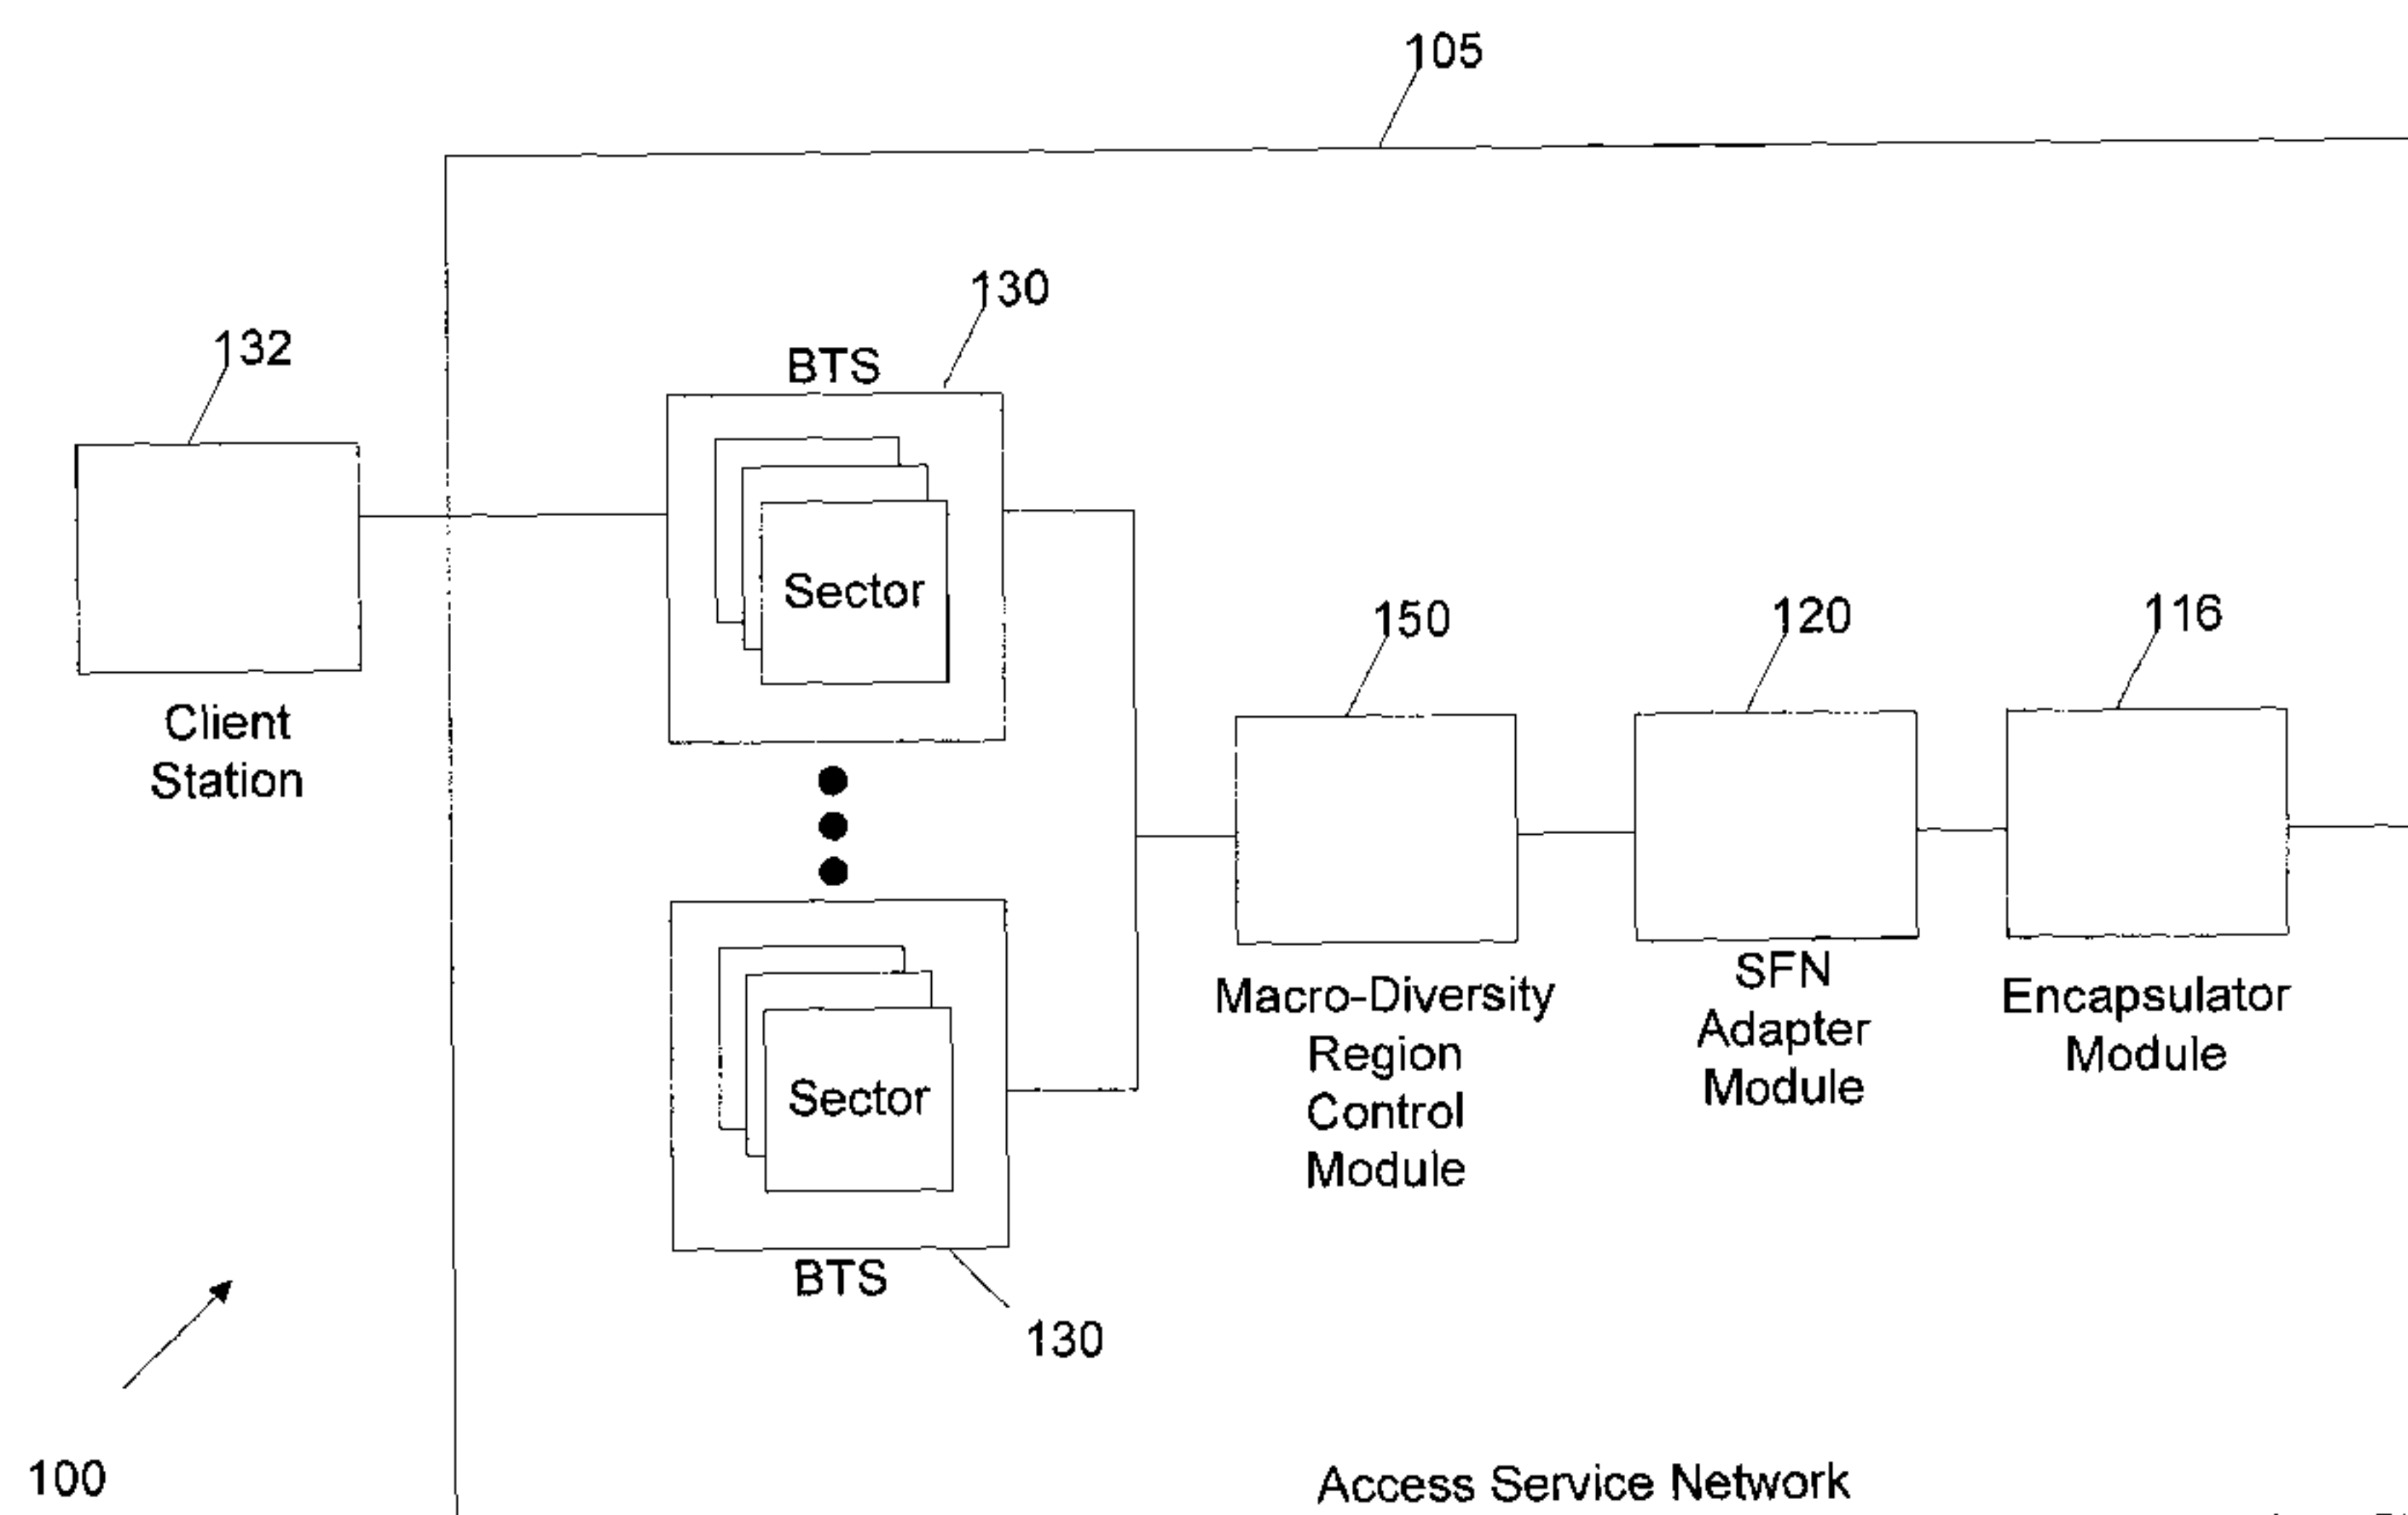 105
130
132
BTS
Sector
150
120
116
Client
Station
SFN
Macro-Diversity
Region
Control
Module
Adapter
Module
Encapsulator
Module
Sector
BTS
130
100
Access Service Network